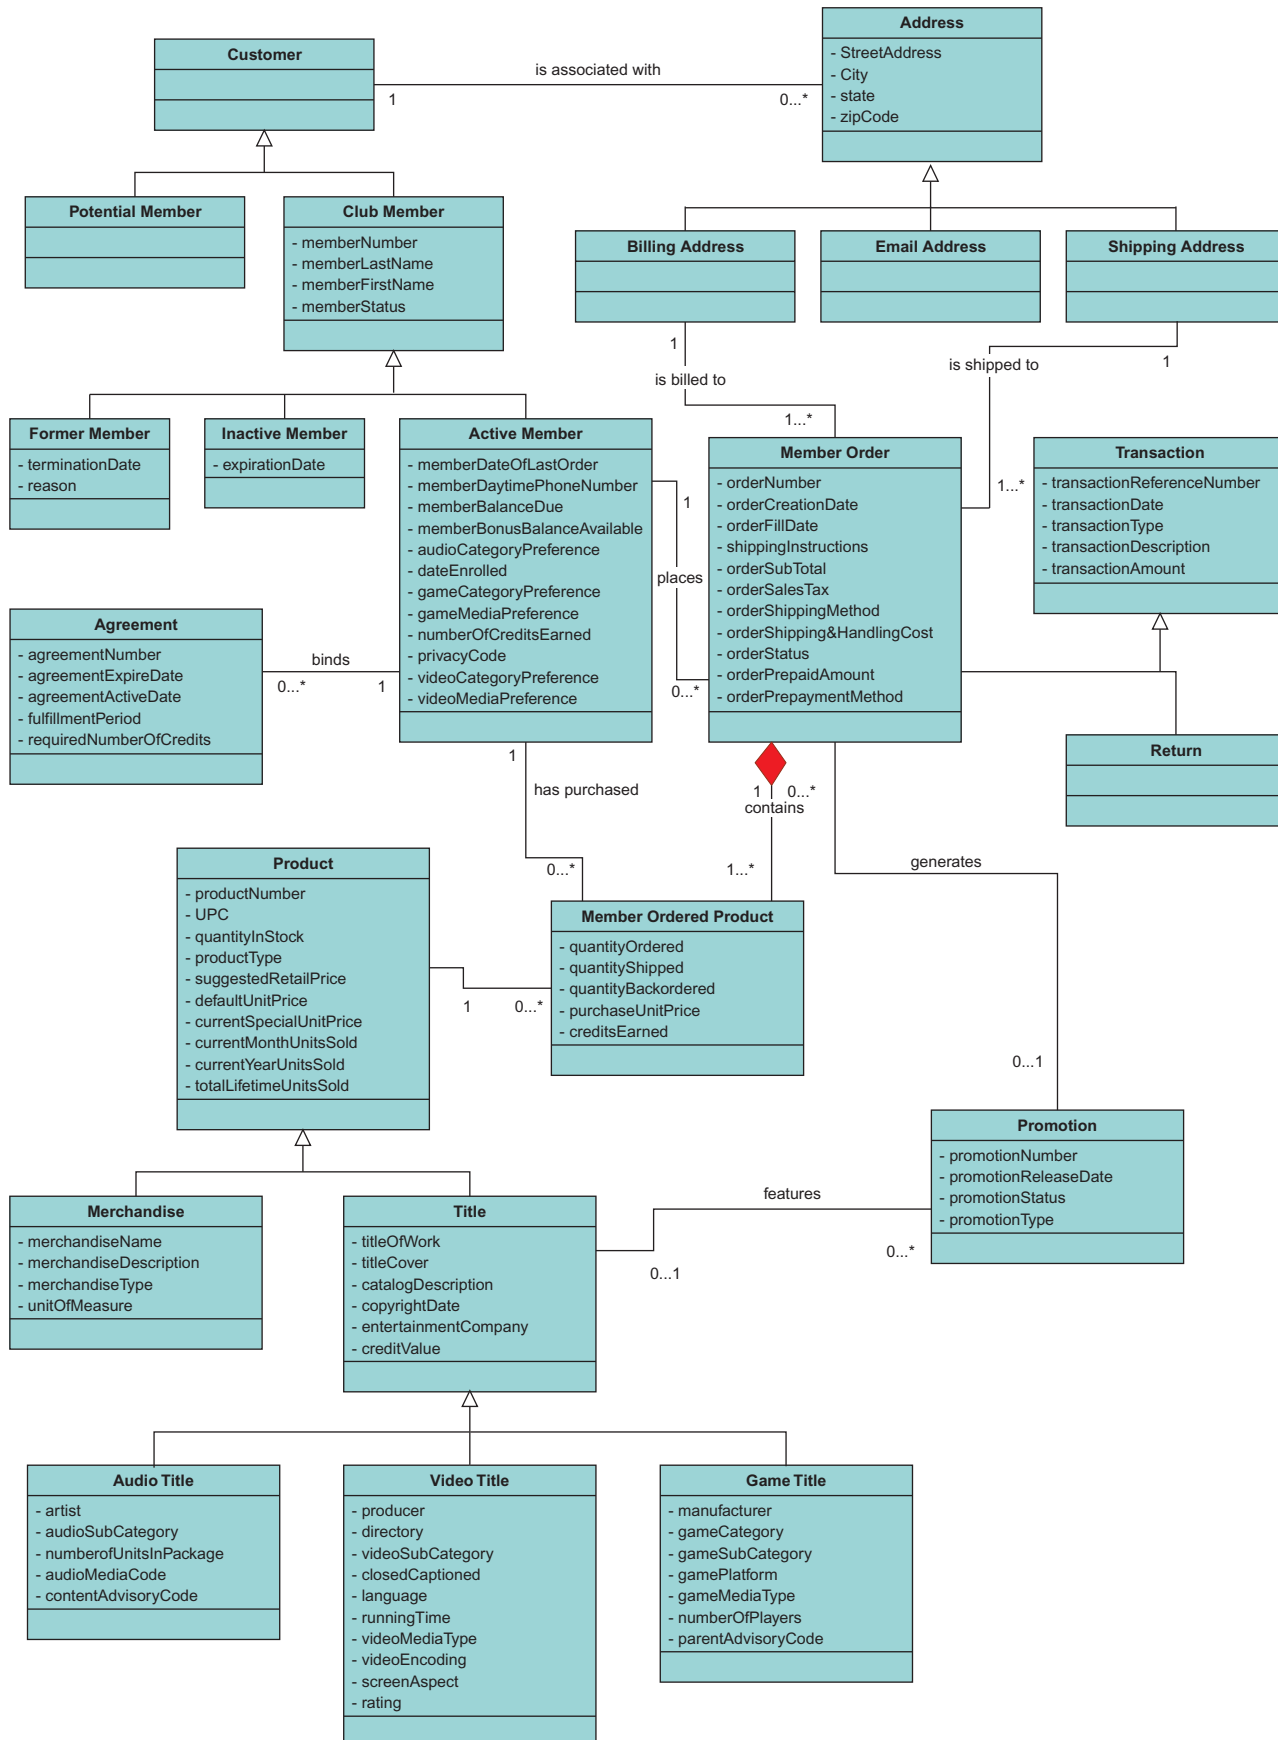 Address
- StreetAddress
- City
- state
- zipCode
Customer
is associated with
1
0...*
Potential Member
Club Member
- memberNumber
- memberLastName
- memberFirstName
- memberStatus
Billing Address
Email Address
Shipping Address
1
is billed to
1...*
is shipped to
1
1...*
Former Member
- terminationDate
- reason
Inactive Member
- expirationDate
Active Member
- memberDateOfLastOrder
- memberDaytimePhoneNumber
- memberBalanceDue
- memberBonusBalanceAvailable
- audioCategoryPreference
- dateEnrolled
- gameCategoryPreference
- gameMediaPreference
- numberOfCreditsEarned
- privacyCode
- videoCategoryPreference
- videoMediaPreference
1
places
0...*
Member Order
- orderNumber
- orderCreationDate
- orderFillDate
- shippingInstructions
- orderSubTotal
- orderSalesTax
- orderShippingMethod
- orderShipping&HandlingCost
- orderStatus
- orderPrepaidAmount
- orderPrepaymentMethod
Transaction
- transactionReferenceNumber
- transactionDate
- transactionType
- transactionDescription
- transactionAmount
Agreement
- agreementNumber
- agreementExpireDate
- agreementActiveDate
- fulfillmentPeriod
- requiredNumberOfCredits
binds
0...*
1
Return
1
has purchased
0...*
1
0...*
contains
1...*
generates
0...1
Product
- productNumber
- UPC
- quantityInStock
- productType
- suggestedRetailPrice
- defaultUnitPrice
- currentSpecialUnitPrice
- currentMonthUnitsSold
- currentYearUnitsSold
- totalLifetimeUnitsSold
1
0...*
Member Ordered Product
- quantityOrdered
- quantityShipped
- quantityBackordered
- purchaseUnitPrice
- creditsEarned
Promotion
- promotionNumber
- promotionReleaseDate
- promotionStatus
- promotionType
features
0...1
0...*
Merchandise
- merchandiseName
- merchandiseDescription
- merchandiseType
- unitOfMeasure
Title
- titleOfWork
- titleCover
- catalogDescription
- copyrightDate
- entertainmentCompany
- creditValue
Audio Title
- artist
- audioSubCategory
- numberofUnitsInPackage
- audioMediaCode
- contentAdvisoryCode
Video Title
- producer
- directory
- videoSubCategory
- closedCaptioned
- language
- runningTime
- videoMediaType
- videoEncoding
- screenAspect
- rating
Game Title
- manufacturer
- gameCategory
- gameSubCategory
- gamePlatform
- gameMediaType
- numberOfPlayers
- parentAdvisoryCode